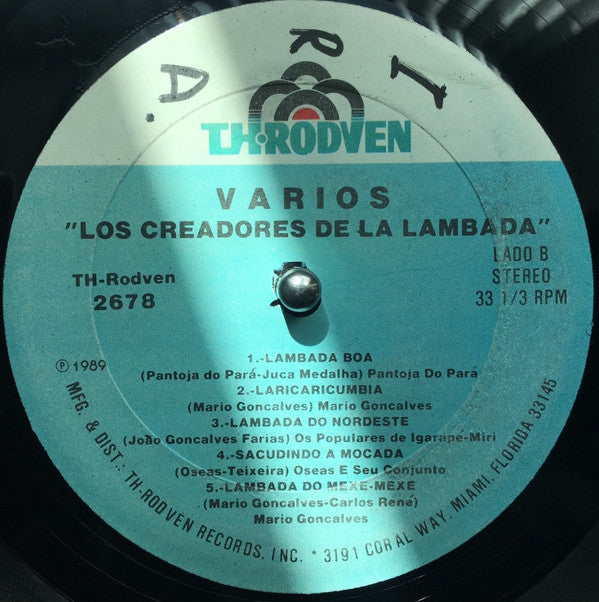 A. R I
TH·RODVEN
VARIOS
"LOS CREADORES DE LA LAMBADA"
TH-Rodven
2678
LADO B
STEREO
33 1/3 RPM
℗ 1989
1.-LAMBADA BOA
(Pantoja do Pará-Juca Medalha) Pantoja Do Pará
2.-LARICARICUMBIA
(Mario Goncalves) Mario Goncalves
3.-LAMBADA DO NORDESTE
(João Goncalves Farias) Os Populares de Igarapé-Miri
4.-SACUDINDO A MOCADA
(Oseas-Teixeira) Oseas E Seu Conjunto
5.-LAMBADA DO MEXE-MEXE
(Mario Goncalves-Carlos René)
Mario Goncalves
MFG. & DIST.: TH-RODVEN RECORDS, INC. * 3191 CORAL WAY. MIAMI. FLORIDA 33145